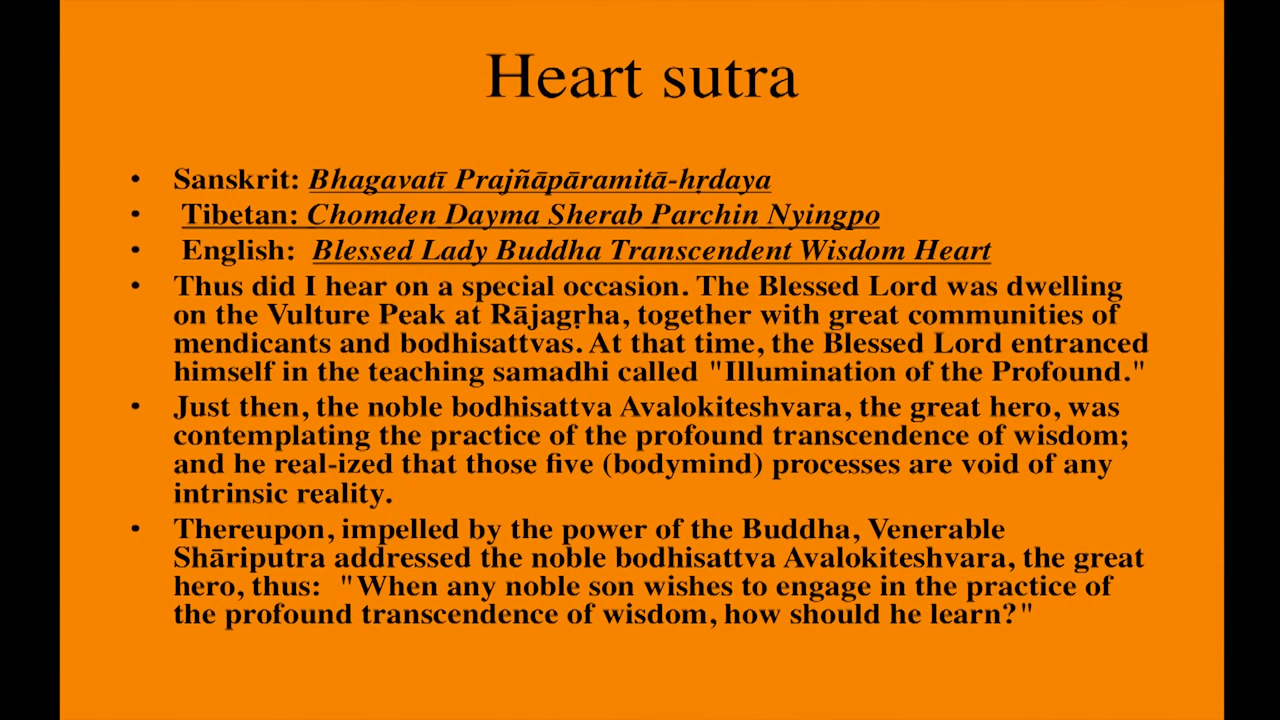 Heart sutra
• Sanskrit: Bhagavatī Prajñāpāramitā-hṛdaya
• Tibetan: Chomden Dayma Sherab Parchin Nyingpo
• English: Blessed Lady Buddha Transcendent Wisdom Heart
• Thus did I hear on a special occasion. The Blessed Lord was dwelling
on the Vulture Peak at Rājagṛha, together with great communities of
mendicants and bodhisattvas. At that time, the Blessed Lord entranced
himself in the teaching samadhi called "Illumination of the Profound."
• Just then, the noble bodhisattva Avalokiteshvara, the great hero, was
contemplating the practice of the profound transcendence of wisdom;
and he real-ized that those five (bodymind) processes are void of any
intrinsic reality.
• Thereupon, impelled by the power of the Buddha, Venerable
Shāriputra addressed the noble bodhisattva Avalokiteshvara, the great
hero, thus: "When any noble son wishes to engage in the practice of
the profound transcendence of wisdom, how should he learn?"